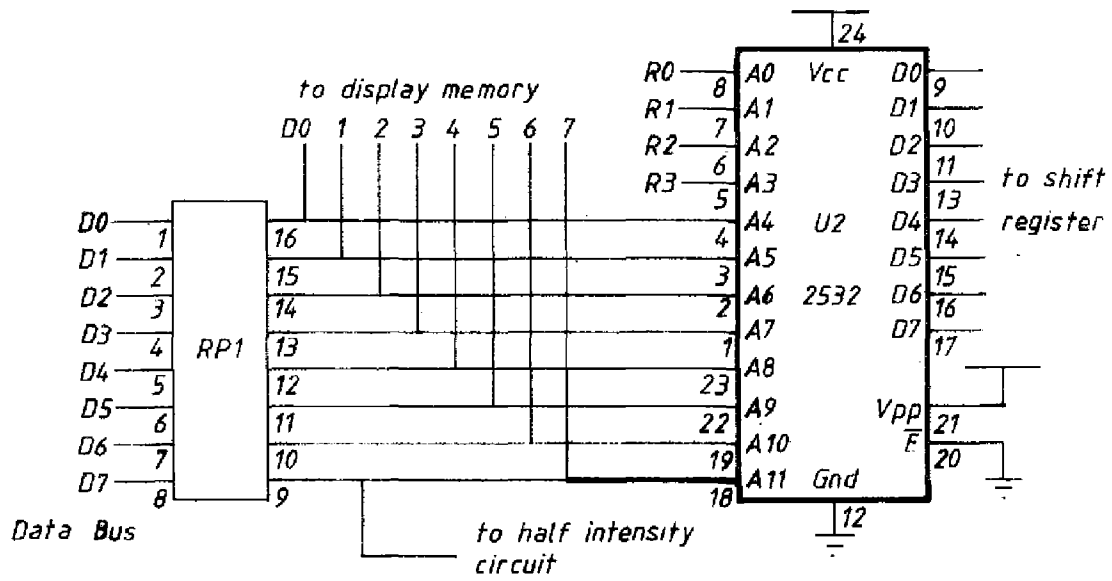 24
R0 8 A0 Vcc D0 9
to display memory
R1 7 A1 D1 10
D0 1 2 3 4 5 6 7
R2 6 A2 D2 11
R3 5 A3 D3 13 to shift
D0 1 RP1 16 4 A4 U2 D4 14 register
D1 2 15 3 A5 D5 15
D2 3 14 2 A6 2532 D6 16
D3 4 13 1 A7 D7 17
D4 5 12 23 A8
D5 6 11 22 A9 Vpp 21
D6 7 10 19 A10 E 20
D7 8 9 18 A11 Gnd
12
Data Bus
to half intensity
circuit